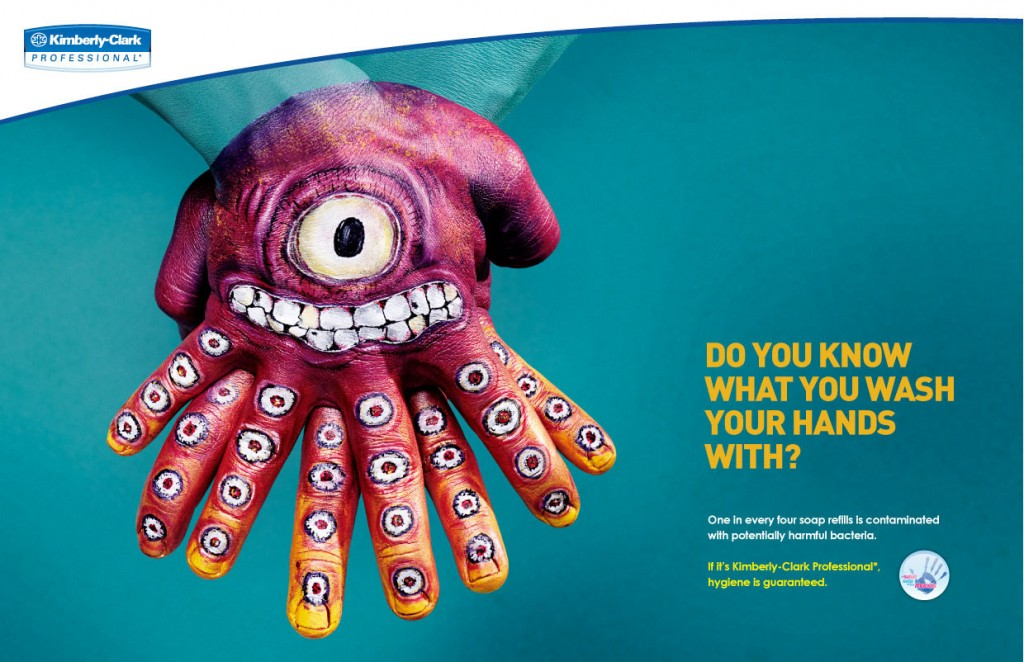 Kimberly-Clark
PROFESSIONAL*
DO YOU KNOW
WHAT YOU WASH
YOUR HANDS
WITH?
One in every four soap refills is contaminated
with potentially harmful bacteria.
If it's Kimberly-Clark Professional*,
hygiene is guaranteed.